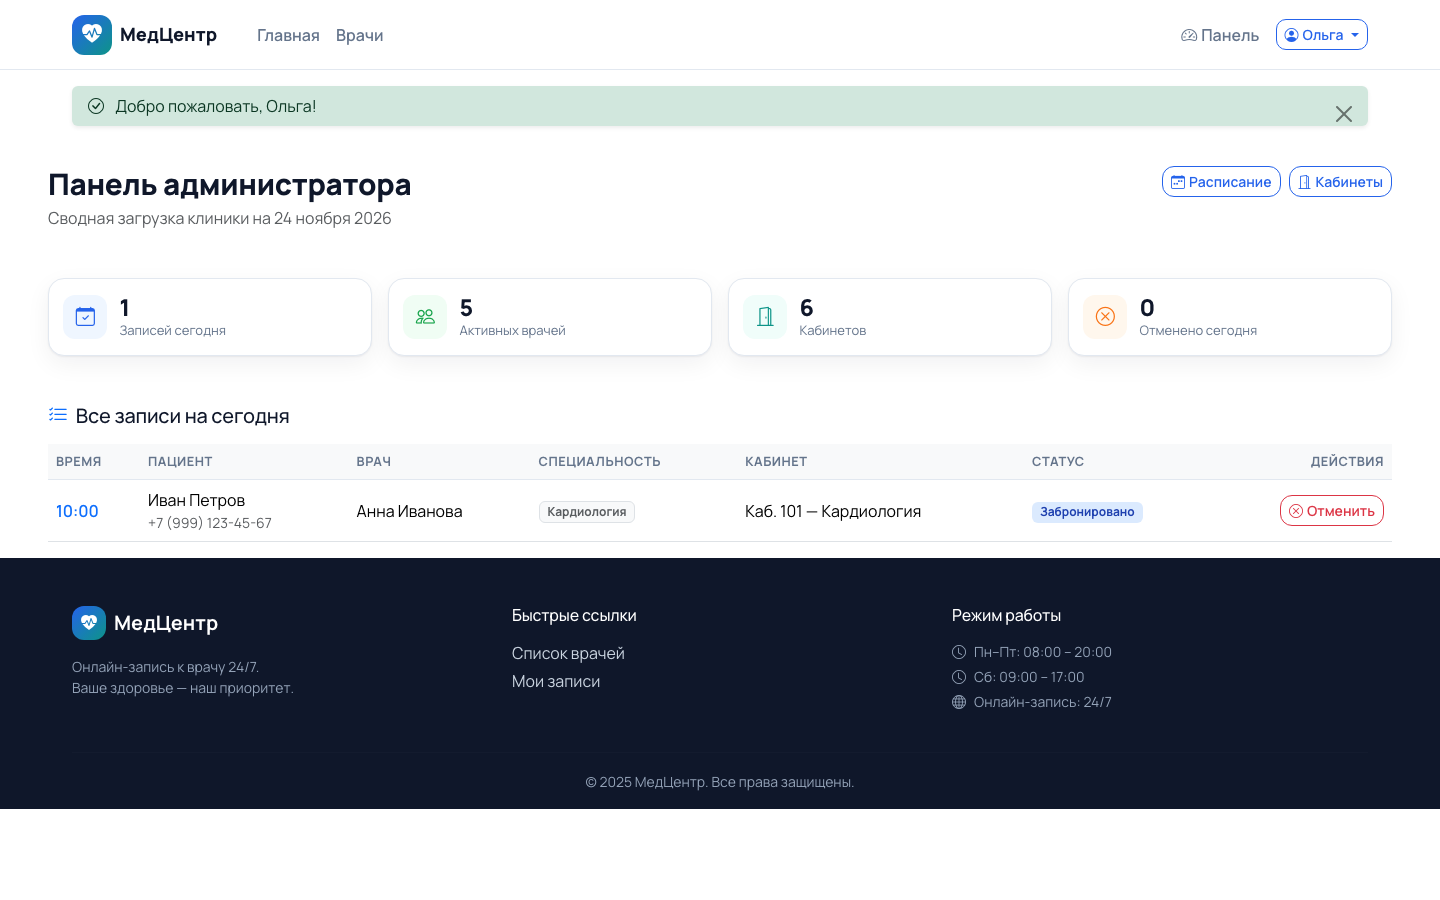 МедЦентр
Главная
Врачи
Панель
Ольга
Добро пожаловать, Ольга!
Панель администратора
Сводная загрузка клиники на 24 ноября 2026
Расписание
Кабинеты
1
Записей сегодня
5
Активных врачей
6
Кабинетов
0
Отменено сегодня
Все записи на сегодня
ВРЕМЯ ПАЦИЕНТ ВРАЧ СПЕЦИАЛЬНОСТЬ КАБИНЕТ СТАТУС ДЕЙСТВИЯ
10:00 Иван Петров Анна Иванова Кардиология Каб. 101 — Кардиология Забронировано Отменить
+7 (999) 123-45-67
МедЦентр
Онлайн-запись к врачу 24/7.
Ваше здоровье — наш приоритет.
Быстрые ссылки
Список врачей
Мои записи
Режим работы
Пн–Пт: 08:00 – 20:00
Сб: 09:00 – 17:00
Онлайн-запись: 24/7
© 2025 МедЦентр. Все права защищены.